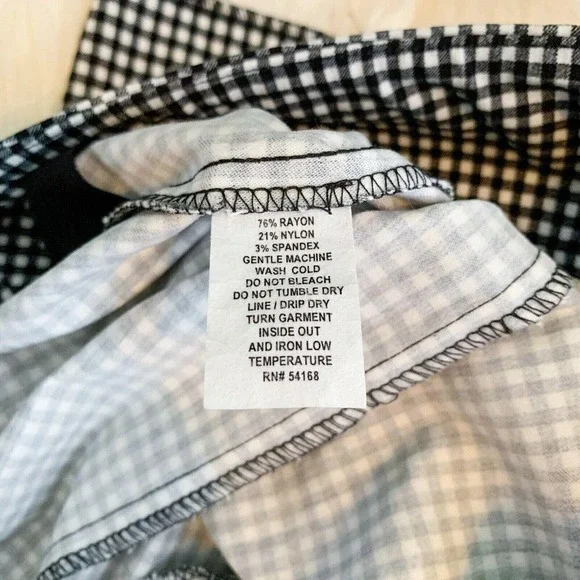 76% RAYON
21% NYLON
3% SPANDEX
GENTLE MACHINE
WASH COLD
DO NOT BLEACH
DO NOT TUMBLE DRY
LINE / DRIP DRY
TURN GARMENT
INSIDE OUT
AND IRON LOW
TEMPERATURE
RN# 54168